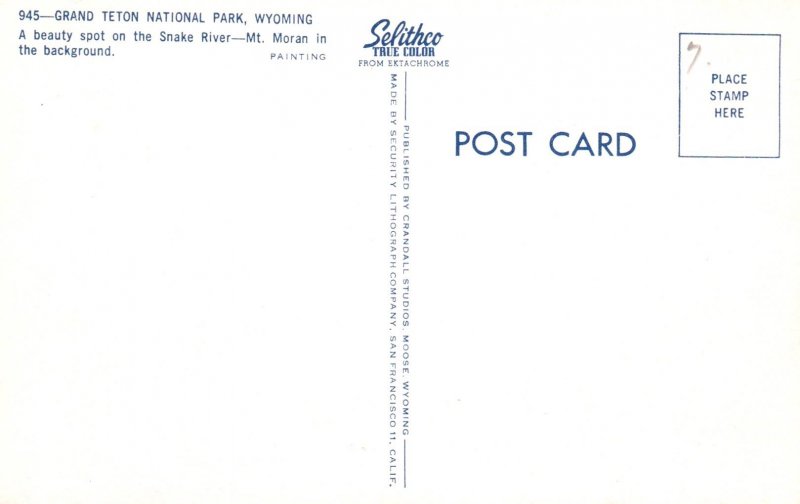 945—GRAND TETON NATIONAL PARK, WYOMING
A beauty spot on the Snake River—Mt. Moran in
the background.
PAINTING
Selithco
TRUE COLOR
FROM EKTACHROME
PUBLISHED BY CRANDALL STUDIOS, MOOSE, WYOMING
MADE BY SECURITY LITHOGRAPH COMPANY, SAN FRANCISCO 11, CALIF.
POST CARD
7.
PLACE
STAMP
HERE